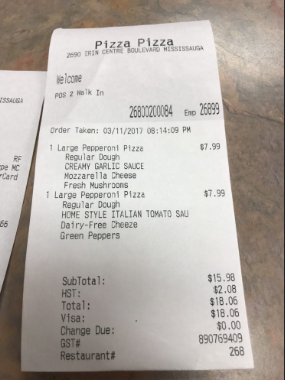 Pizza Pizza
2690 ERIN CENTRE BOULEVARD MISSISSAUGA
Welcome
POS 2 Walk In
26800200084 Emp 26899
Order Taken: 03/11/2017 08:14:09 PM
1 Large Pepperoni Pizza $7.99
Regular Dough
CREAMY GARLIC SAUCE
Mozzarella Cheese
Fresh Mushrooms
1 Large Pepperoni Pizza $7.99
Regular Dough
HOME STYLE ITALIAN TOMATO SAU
Dairy-Free Cheeze
Green Peppers
SubTotal: $15.98
HST: $2.08
Total: $18.06
Visa: $18.06
Change Due: $0.00
GST# 890769409
Restaurant# 268